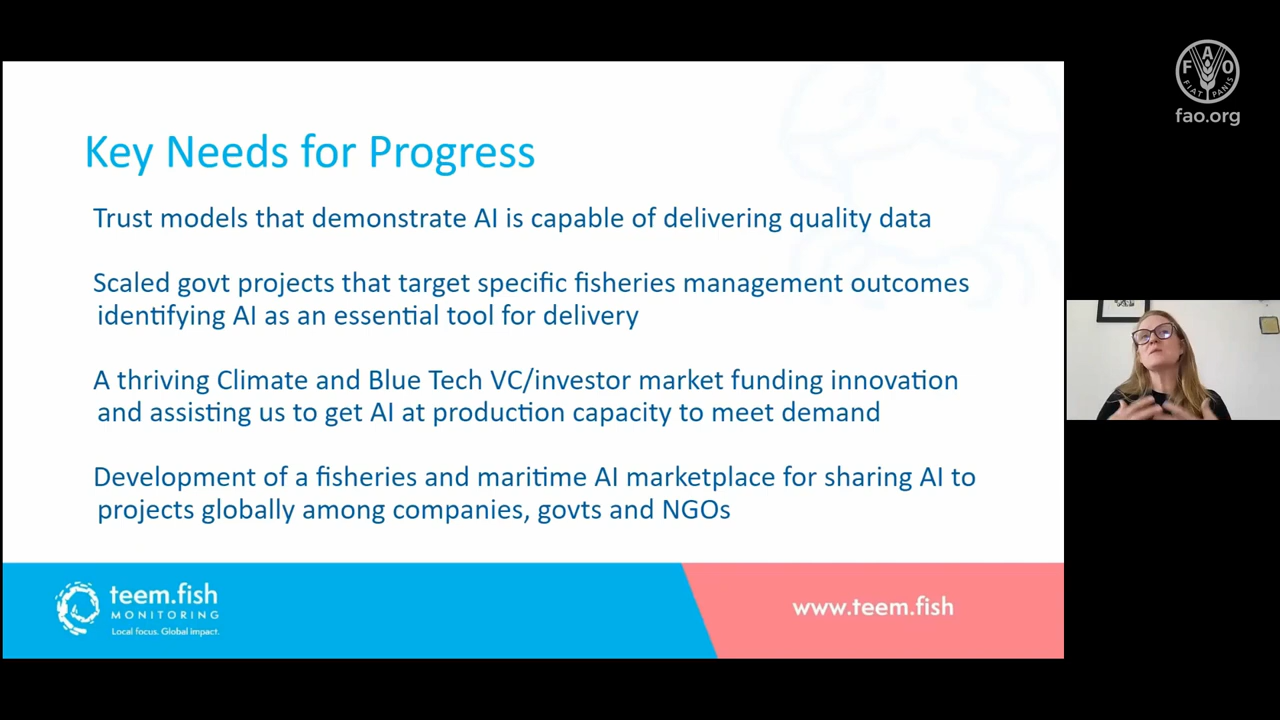 Key Needs for Progress
Trust models that demonstrate AI is capable of delivering quality data
Scaled govt projects that target specific fisheries management outcomes
identifying AI as an essential tool for delivery
A thriving Climate and Blue Tech VC/investor market funding innovation
and assisting us to get AI at production capacity to meet demand
Development of a fisheries and maritime AI marketplace for sharing AI to
projects globally among companies, govts and NGOs
teem.fish
MONITORING
Local focus. Global impact.
www.teem.fish
F A O
FIAT PANIS
fao.org